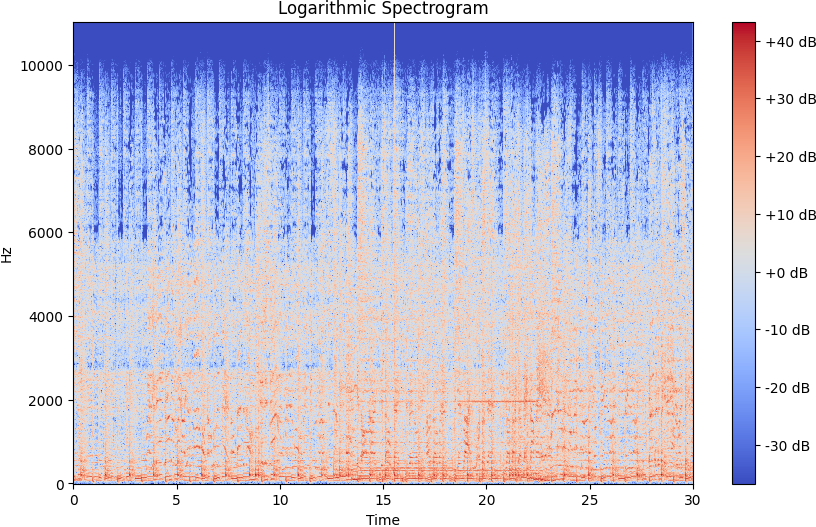 Logarithmic Spectrogram
Hz
10000
8000
6000
4000
2000
0
0 5 10 15 20 25 30
Time
+40 dB
+30 dB
+20 dB
+10 dB
+0 dB
-10 dB
-20 dB
-30 dB